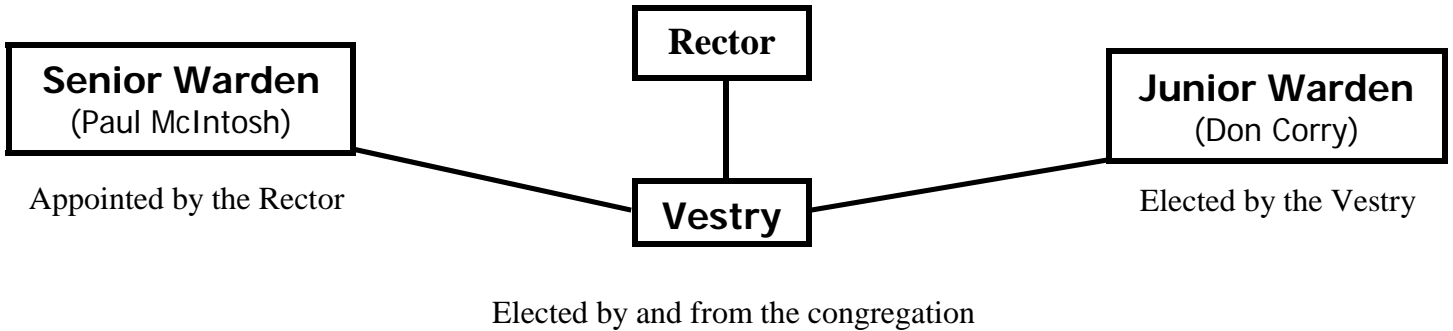 Rector
Senior Warden
(Paul McIntosh)
Appointed by the Rector
Junior Warden
(Don Corry)
Elected by the Vestry
Vestry
Elected by and from the congregation